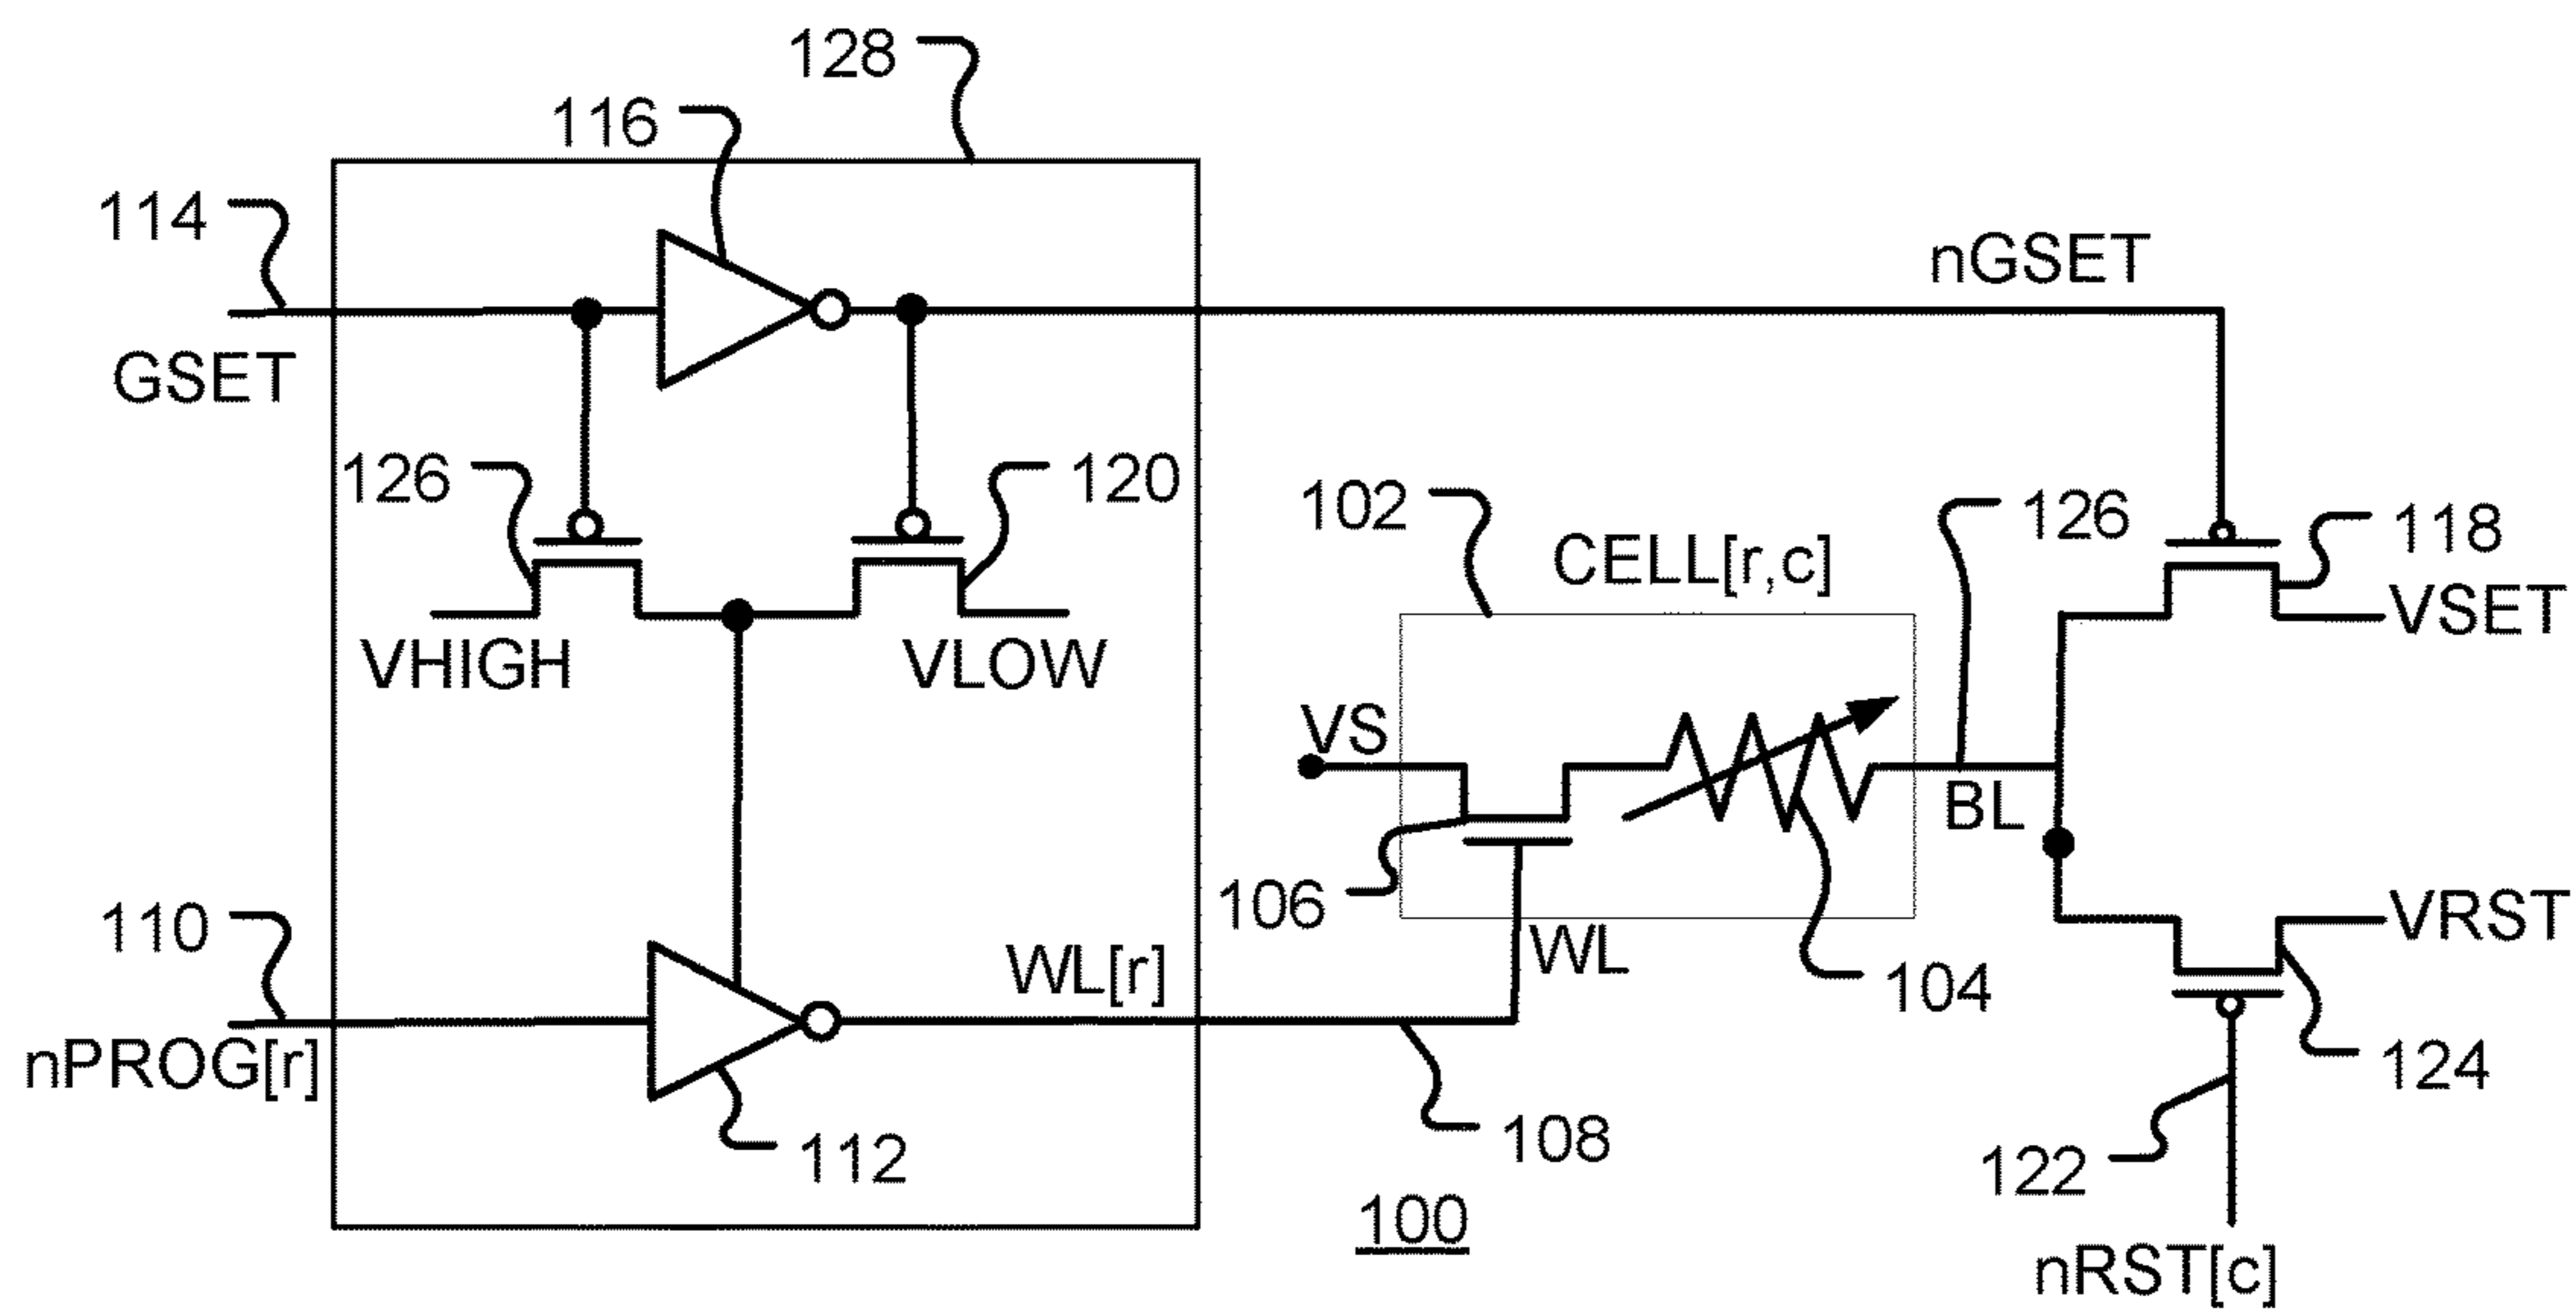 128
116
114
nGSET
GSET
126
120
102
126
118
CELL[r,c]
VSET
VHIGH
VLOW
VS
BL
106
VRST
110
WL[r]
WL
104
nPROG[r]
124
112
108
122
100
nRST[c]